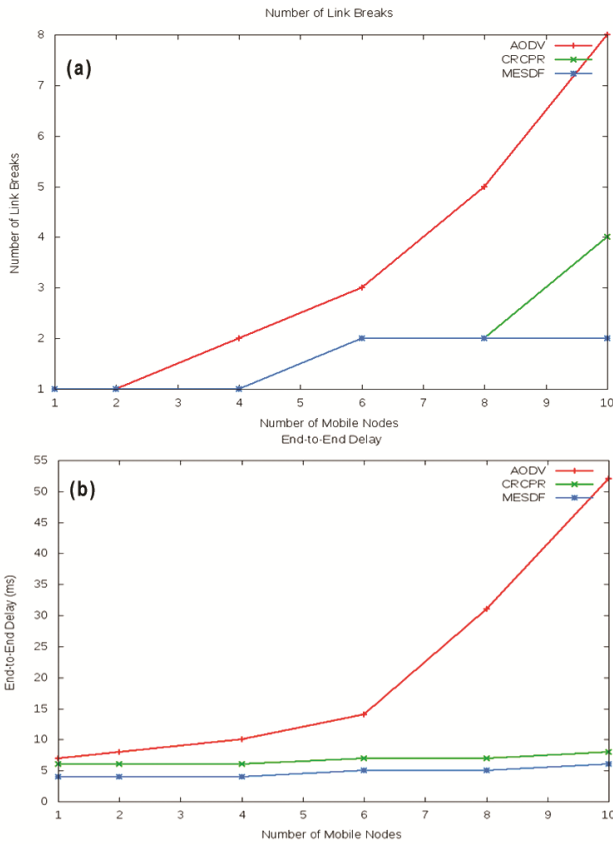 Number of Link Breaks
(a)
AODV
CRCPR
MESDF
8
7
6
5
4
3
2
1
Number of Link Breaks
1 2 3 4 5 6 7 8 9 10
Number of Mobile Nodes
End-to-End Delay
(b)
AODV
CRCPR
MESDF
55
50
45
40
35
30
25
20
15
10
5
0
End-to-End Delay (ms)
1 2 3 4 5 6 7 8 9 10
Number of Mobile Nodes